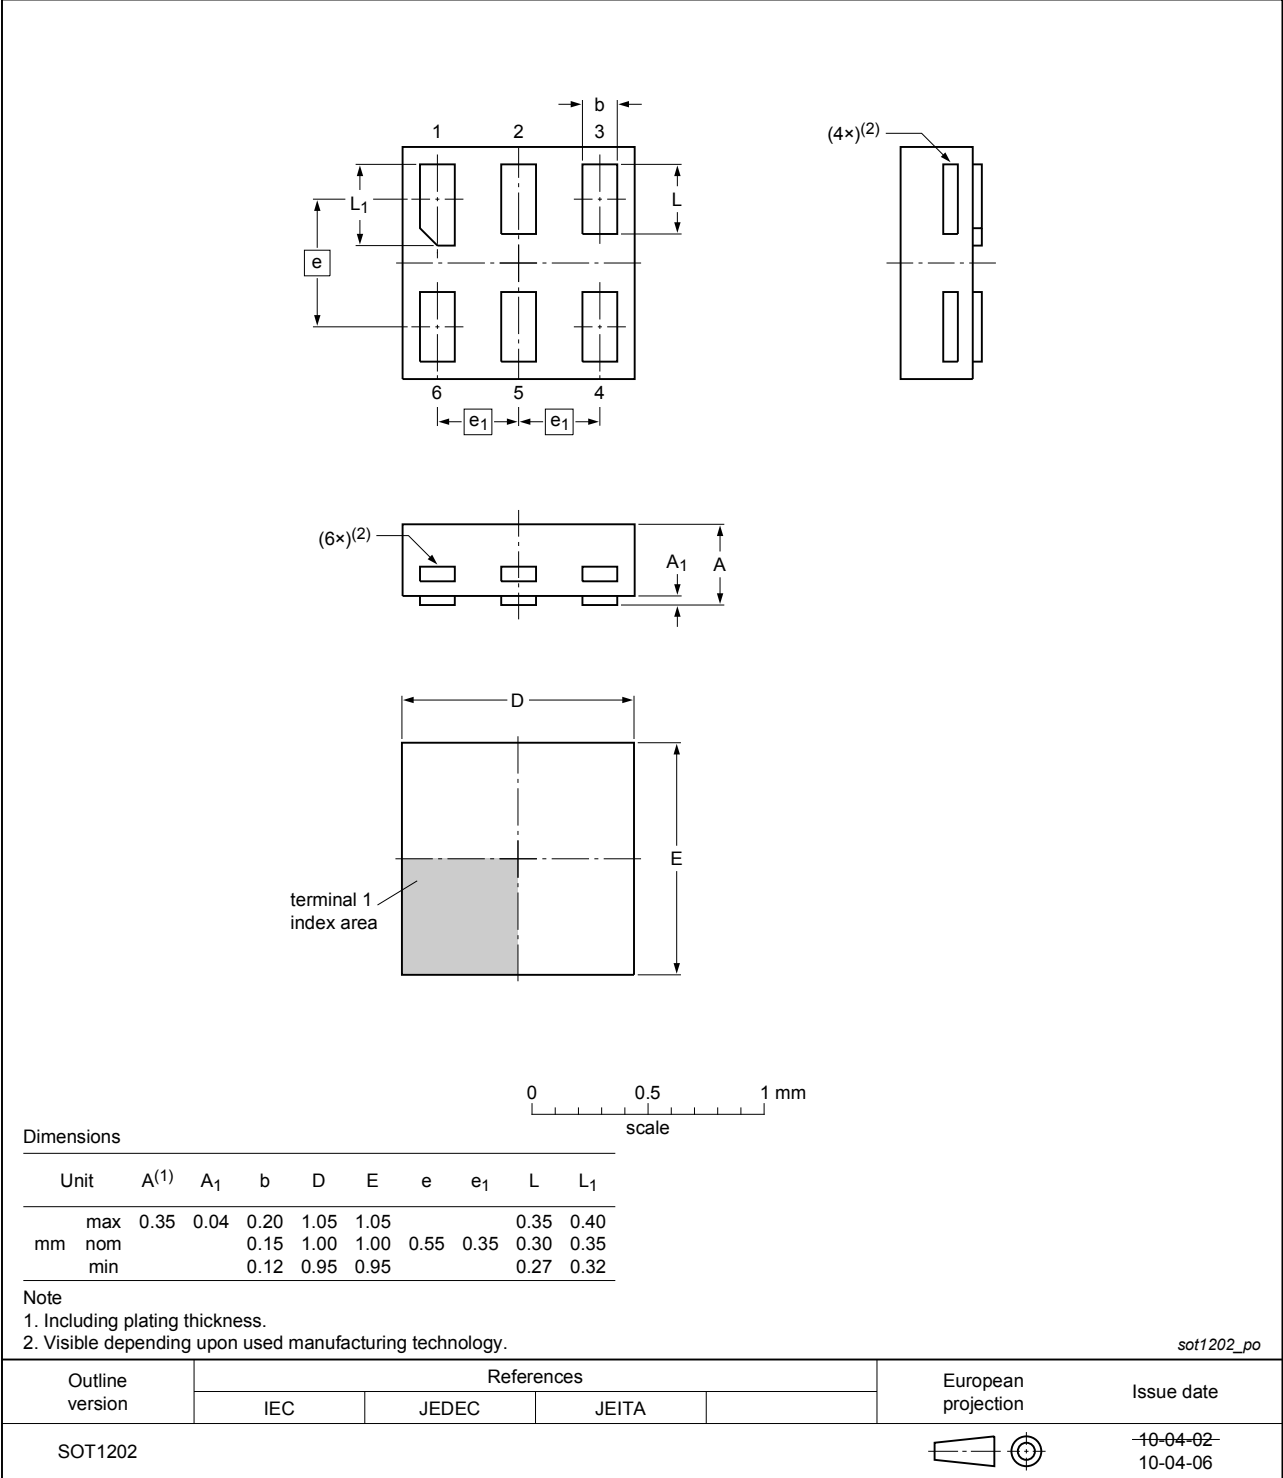 b
1 2 3
(4×)(2)
L1
L
e
6 5 4
e1 e1
(6×)(2)
A1 A
D
E
terminal 1
index area
0 0.5 1 mm
scale
Dimensions
Unit A(1) A1 b D E e e1 L L1
max 0.35 0.04 0.20 1.05 1.05 0.35 0.40
mm nom 0.15 1.00 1.00 0.55 0.35 0.30 0.35
min 0.12 0.95 0.95 0.27 0.32
Note
1. Including plating thickness.
2. Visible depending upon used manufacturing technology.
sot1202_po
Outline
version
References
IEC JEDEC JEITA
European
projection
Issue date
SOT1202
10-04-02
10-04-06